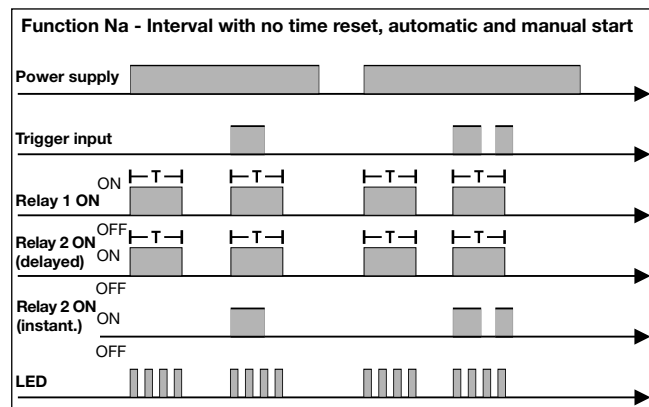 Function Na - Interval with no time reset, automatic and manual start
Power supply
Trigger input
ON T T T T
Relay 1 ON
OFF
Relay 2 ON T T T T
(delayed) ON
OFF
Relay 2 ON
(instant.) ON
OFF
LED